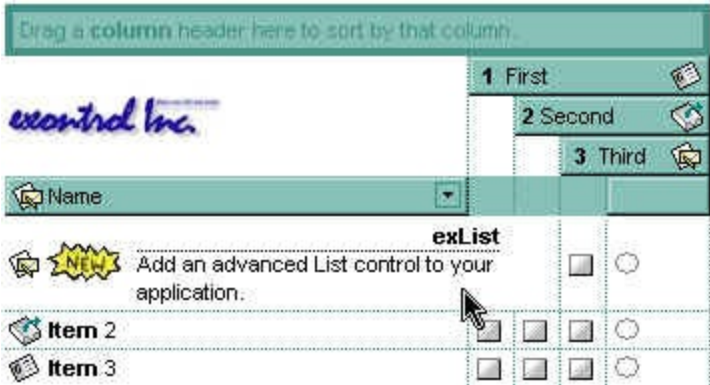 Drag a column header here to sort by that column.
1 First
exontrol Inc.
2 Second
3 Third
Name
exList
NEW!
Add an advanced List control to your
application.
Item 2
Item 3